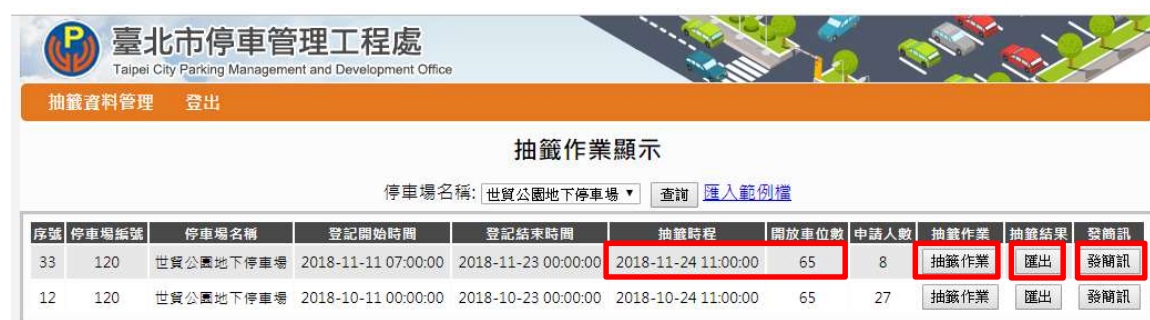 臺北市停車管理工程處
Taipei City Parking Management and Development Office
抽籤資料管理 登出
抽籤作業顯示
停車場名稱: 世貿公園地下停車場 ▼ 查詢 匯入範例檔
序號 停車場編號 停車場名稱 登記開始時間 登記結束時間 抽籤時程 開放車位數 申請人數 抽籤作業 抽籤結果 發簡訊
33 120 世貿公園地下停車場 2018-11-11 07:00:00 2018-11-23 00:00:00 2018-11-24 11:00:00 65 8 抽籤作業 匯出 發簡訊
12 120 世貿公園地下停車場 2018-10-11 00:00:00 2018-10-23 00:00:00 2018-10-24 11:00:00 65 27 抽籤作業 匯出 發簡訊